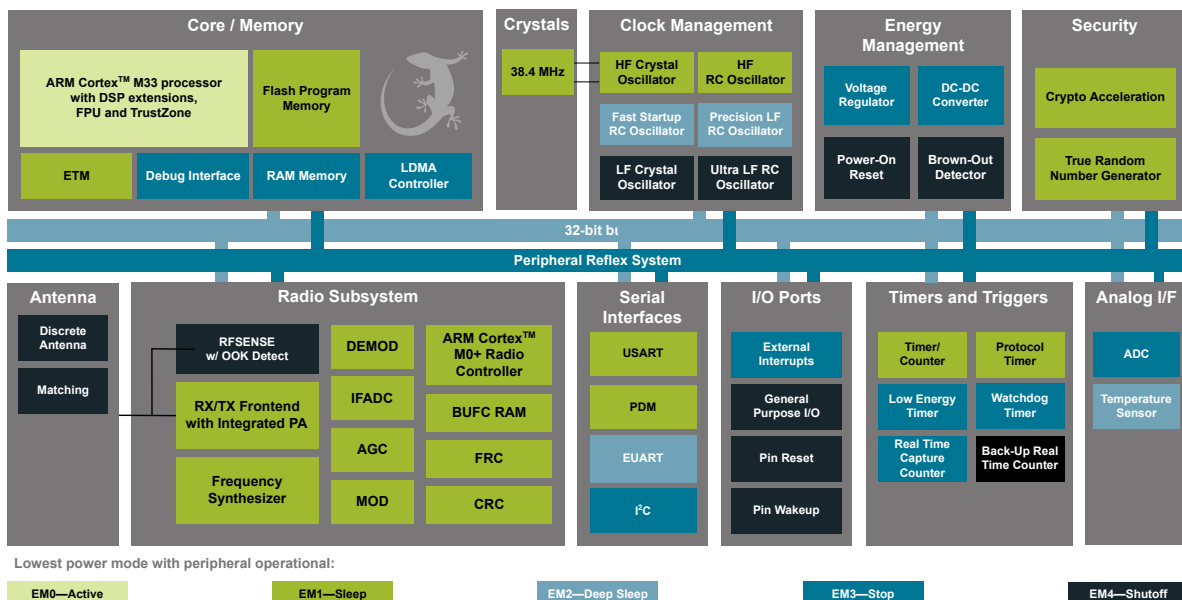 Core / Memory
ARM Cortex™ M33 processor
with DSP extensions,
FPU and TrustZone
Flash Program
Memory
ETM
Debug Interface
RAM Memory
LDMA
Controller
Crystals
38.4 MHz
Clock Management
HF Crystal
Oscillator
HF
RC Oscillator
Fast Startup
RC Oscillator
Precision LF
RC Oscillator
LF Crystal
Oscillator
Ultra LF RC
Oscillator
Energy
Management
Voltage
Regulator
DC-DC
Converter
Power-On
Reset
Brown-Out
Detector
Security
Crypto Acceleration
True Random
Number Generator
32-bit
Peripheral Reflex System
Antenna
Discrete
Antenna
Matching
Radio Subsystem
RFSENSE
w/ OOK Detect
RX/TX Frontend
with Integrated PA
Frequency
Synthesizer
DEMOD
IFADC
AGC
MOD
ARM Cortex™
M0+ Radio
Controller
BUFC RAM
FRC
CRC
Serial
Interfaces
USART
PDM
EUART
I²C
I/O Ports
External
Interrupts
General
Purpose I/O
Pin Reset
Pin Wakeup
Timers and Triggers
Timer/
Counter
Protocol
Timer
Low Energy
Timer
Watchdog
Timer
Real Time
Capture
Counter
Back-Up Real
Time Counter
Analog I/F
ADC
Temperature
Sensor
Lowest power mode with peripheral operational:
EM0—Active
EM1—Sleep
EM2—Deep Sleep
EM3—Stop
EM4—Shutoff